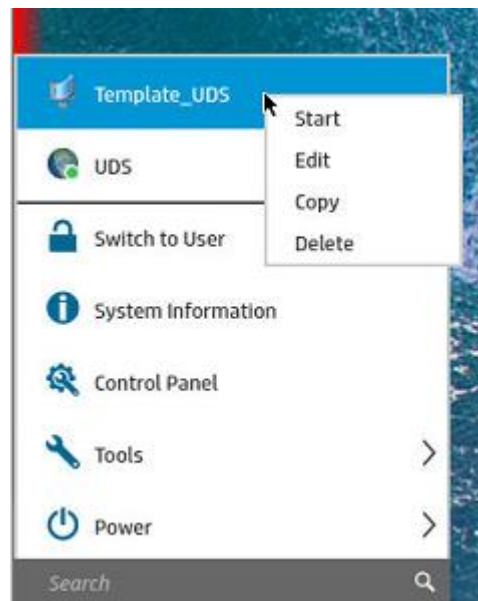 Template_UDS
Start
UDS
Edit
Copy
Switch to User
Delete
System Information
Control Panel
Tools
Power
Search